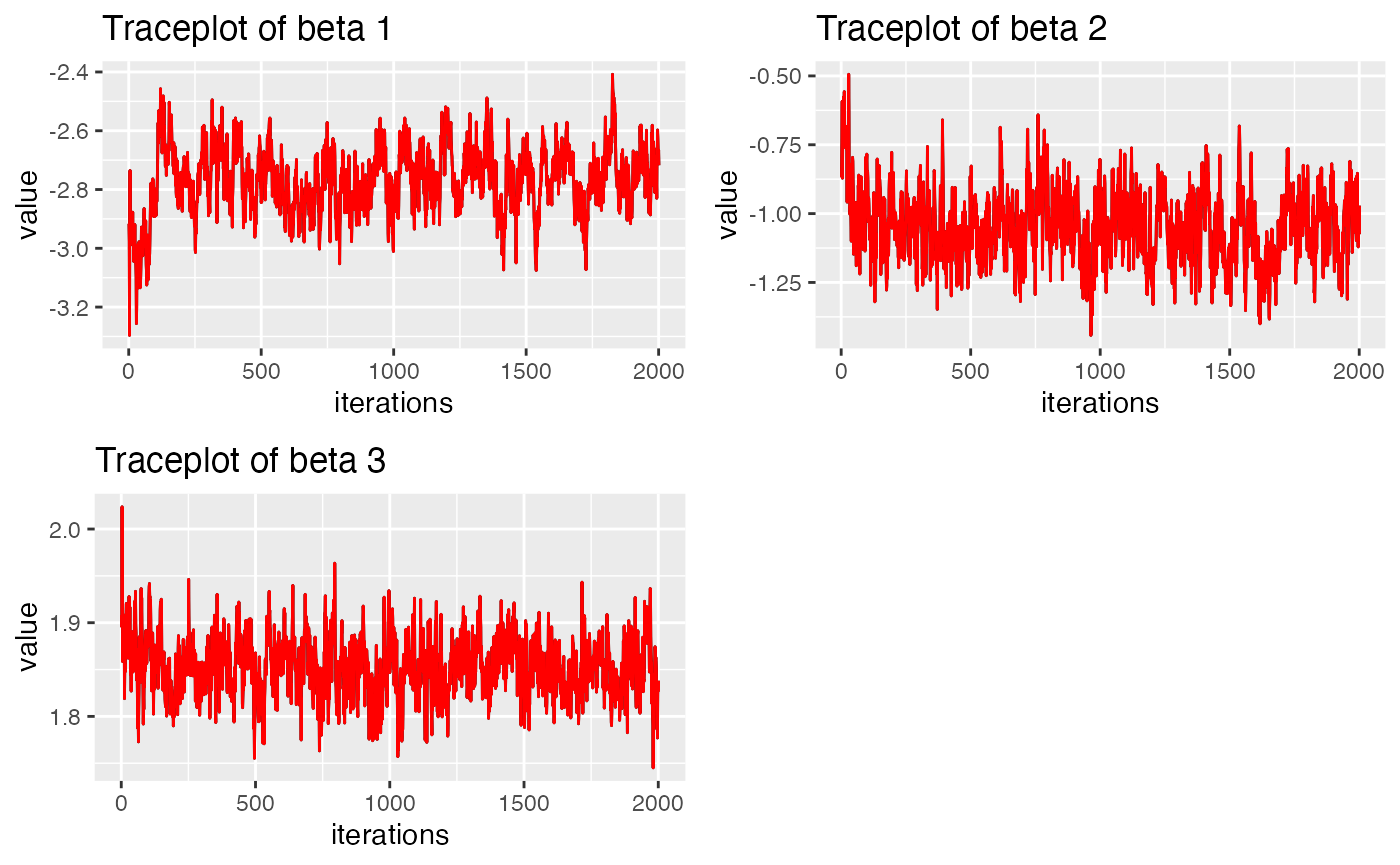 Traceplot of beta 1
value
-2.4
-2.6
-2.8
-3.0
-3.2
0 500 1000 1500 2000
iterations
Traceplot of beta 2
value
-0.50
-0.75
-1.00
-1.25
0 500 1000 1500 2000
iterations
Traceplot of beta 3
value
2.0
1.9
1.8
0 500 1000 1500 2000
iterations